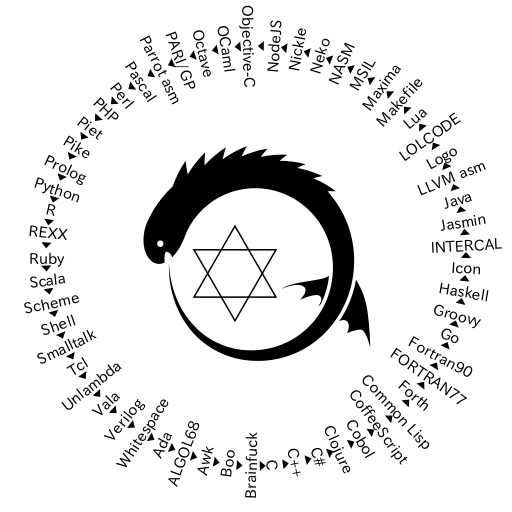 Ruby
Scala
Scheme
Shell
Smalltalk
Tcl
Unlambda
Vala
Verilog
Whitespace
Ada
ALGOL68
Awk
Boo
Brainfuck
C
C++
C#
Clojure
Cobol
CoffeeScript
Common Lisp
Forth
FORTRAN77
Fortran90
Go
Groovy
Haskell
Icon
INTERCAL
Jasmin
Java
LLVM asm
Logo
LOLCODE
Lua
Makefile
Maxima
MSIL
NASM
Neko
Nickle
NodeJS
Objective-C
OCaml
Octave
PARI/GP
Parrot asm
Pascal
Perl
PHP
Piet
Pike
Prolog
Python
R
REXX